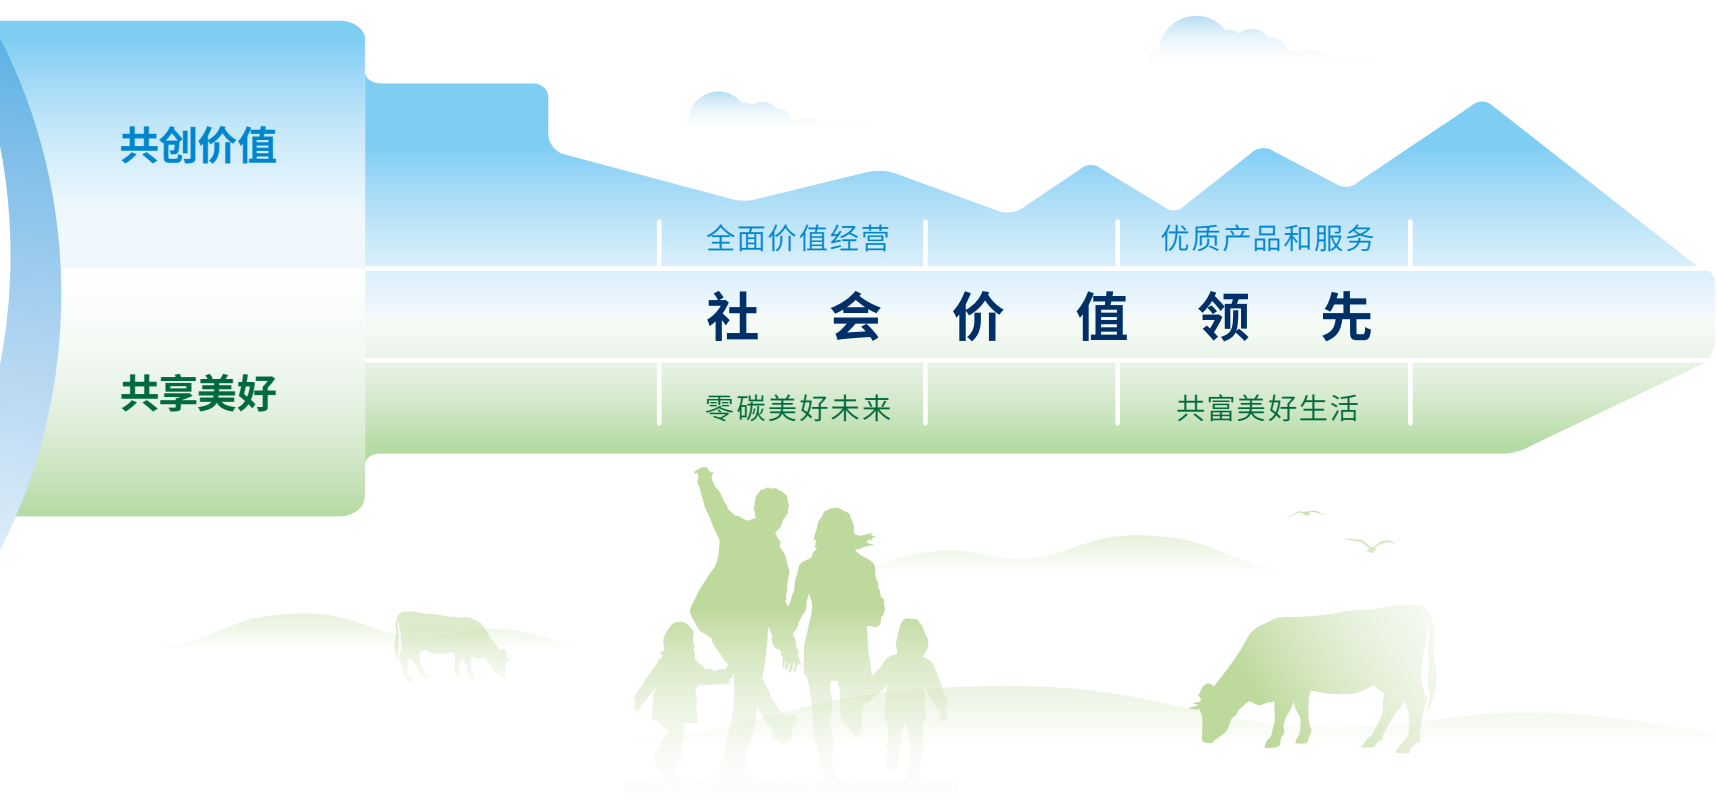 共创价值
全面价值经营
优质产品和服务
社会价值领先
共享美好
零碳美好未来
共富美好生活